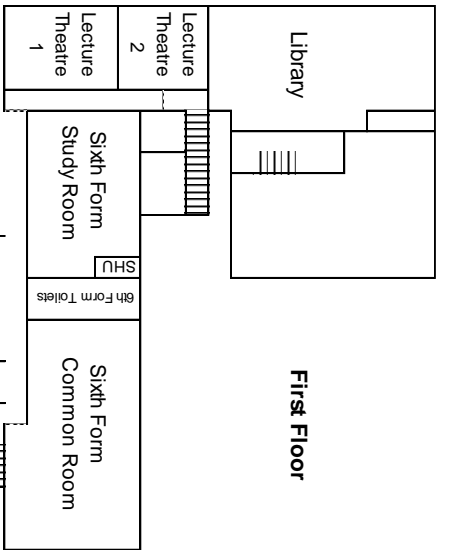 Lecture
Theatre
1
Lecture
Theatre
2
Library
Sixth Form
Study Room
SHU
6th Form Toilets
Sixth Form
Common Room
First Floor